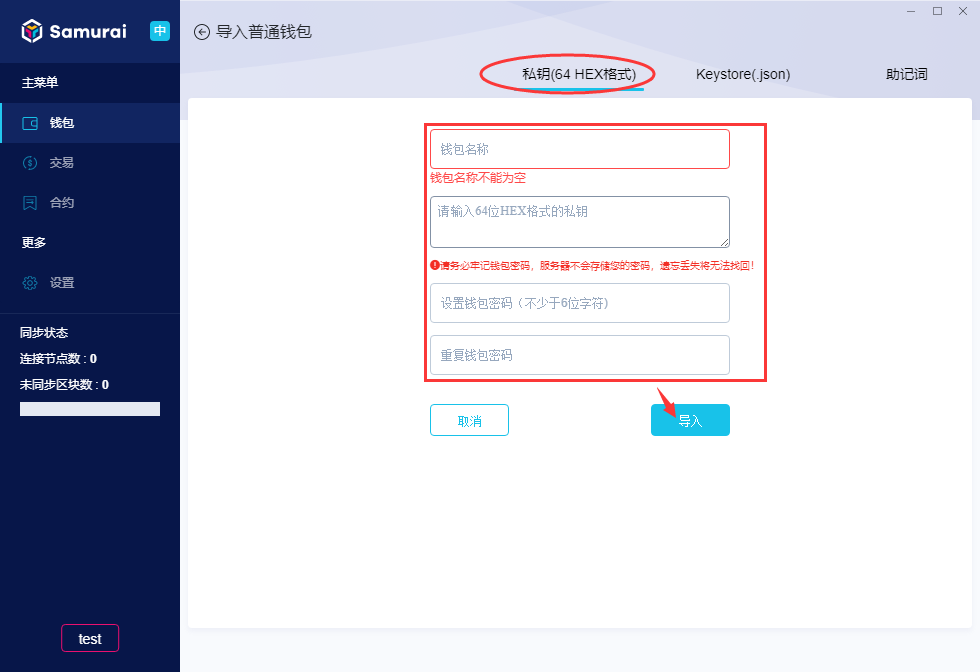 Samurai
中
主菜单
钱包
交易
合约
更多
设置
同步状态
连接节点数 : 0
未同步区块数 : 0
test
导入普通钱包
私钥(64 HEX格式)
Keystore(.json)
助记词
钱包名称
钱包名称不能为空
请输入64位HEX格式的私钥
请务必牢记钱包密码，服务器不会存储您的密码，遗忘丢失将无法找回！
设置钱包密码（不少于6位字符)
重复钱包密码
取消
导入